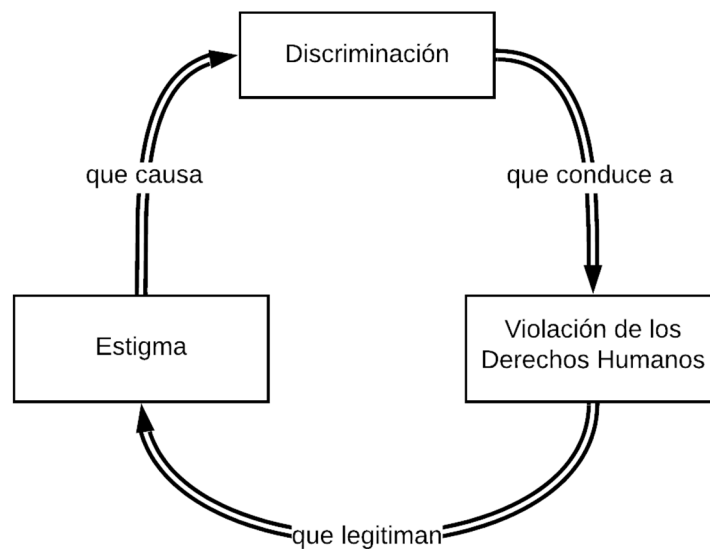 Discriminación
que causa
que conduce a
Estigma
Violación de los
Derechos Humanos
que legitiman